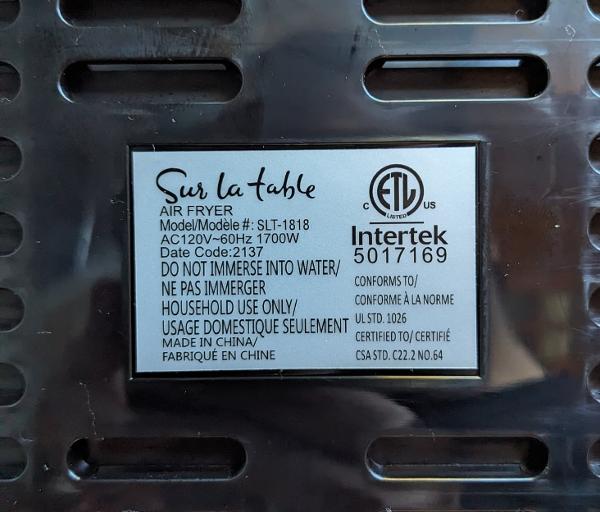 Sur la table
AIR FRYER
Model/Modèle #: SLT-1818
AC120V~60Hz 1700W
Date Code:2137
DO NOT IMMERSE INTO WATER/
NE PAS IMMERGER
HOUSEHOLD USE ONLY/
USAGE DOMESTIQUE SEULEMENT
MADE IN CHINA/
FABRIQUÉ EN CHINE
C ETL US
LISTED
Intertek
5017169
CONFORMS TO/
CONFORME À LA NORME
UL STD. 1026
CERTIFIED TO/ CERTIFIÉ
CSA STD. C22.2 NO.64